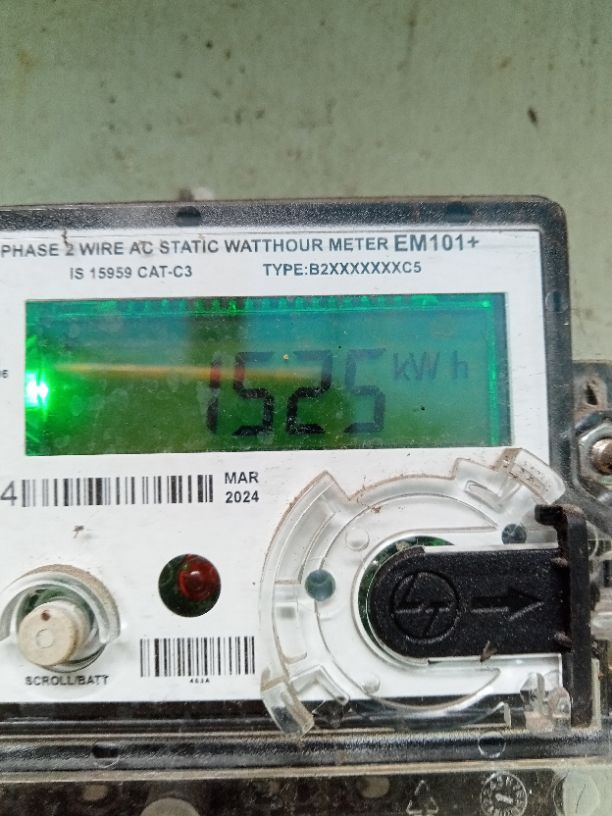 PHASE 2 WIRE AC STATIC WATTHOUR METER EM101+
IS 15959 CAT-C3 TYPE:B2XXXXXXXC5
1525 kWh
4
MAR
2024
SCROLL/BATT